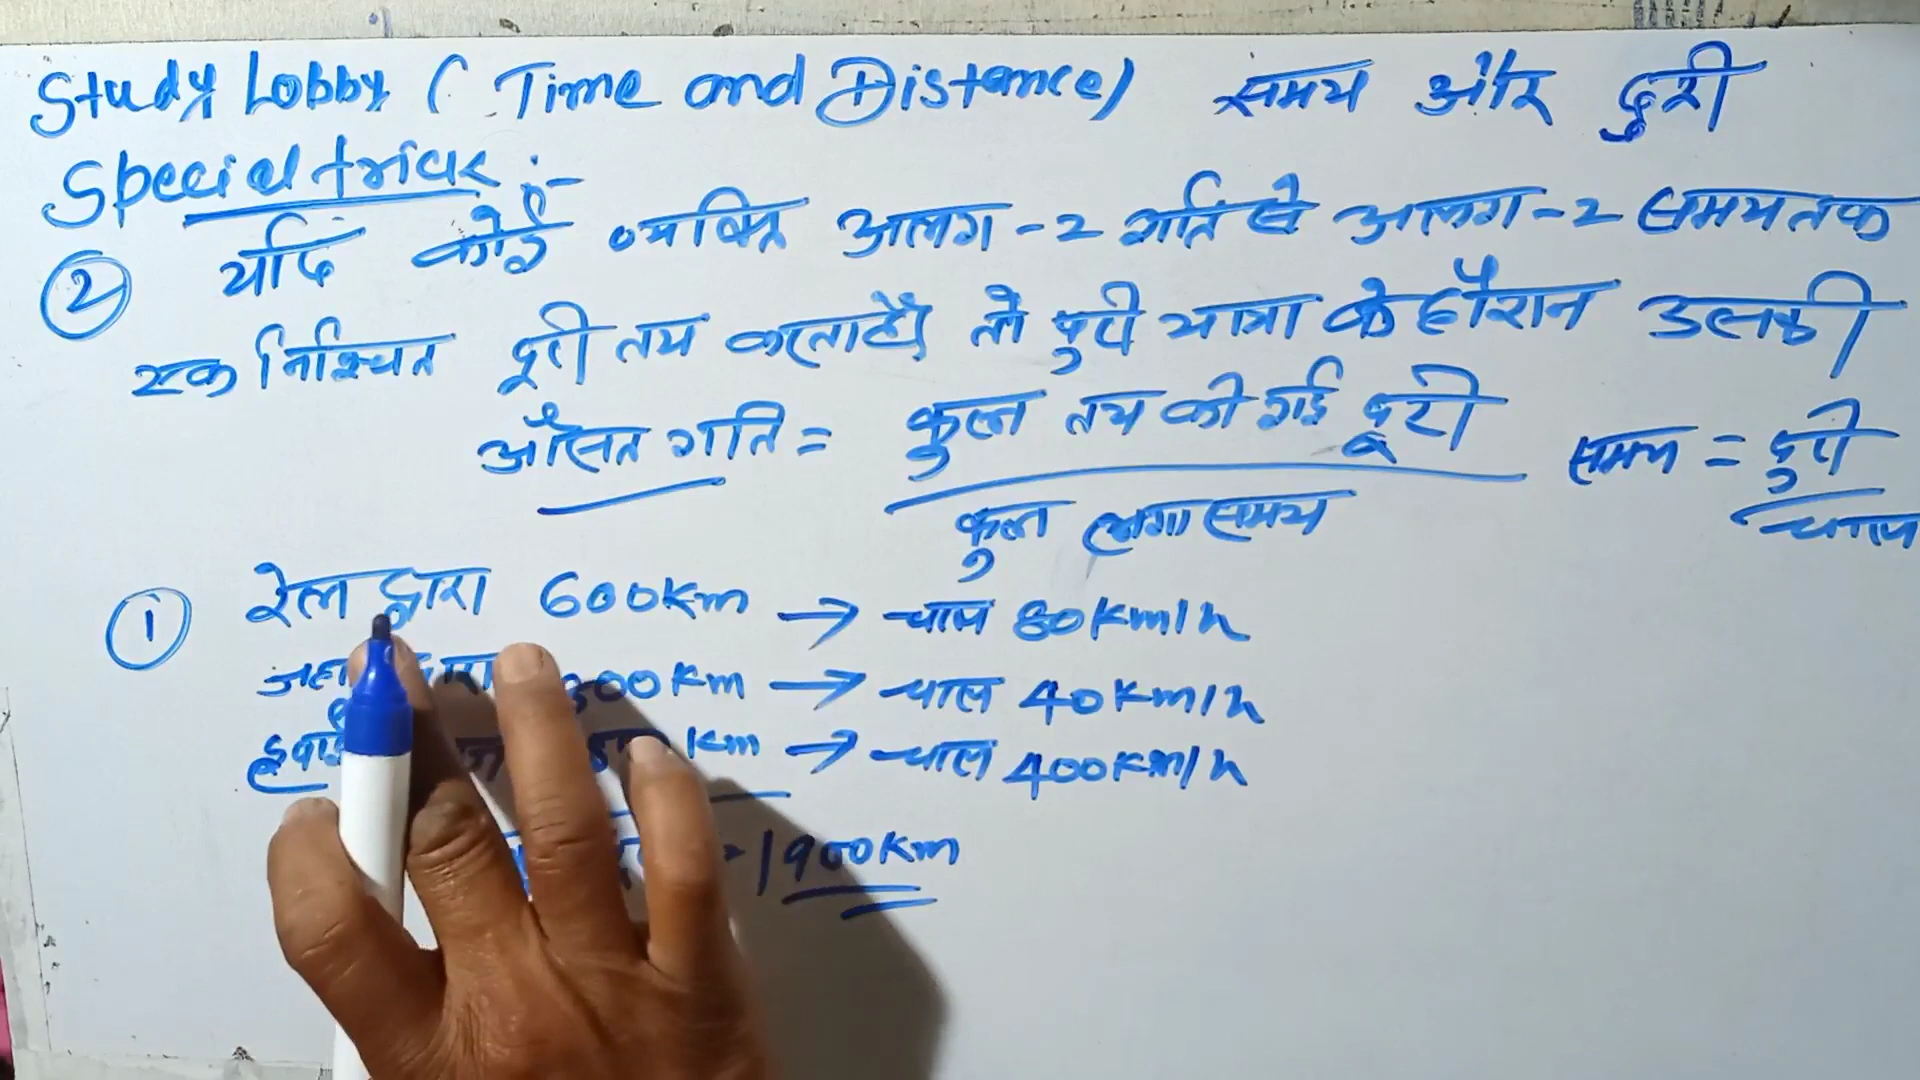 Study Lobby ( Time and Distance) समय और दुरी
Special trick :-
② यदि कोई व्यक्ति अलग-2 गति से अलग-2 समय तक
एक निश्चित दूरी तय करता है, तो पुरी यात्रा के दौरान उसकी
औसत गति = कुल तय की गई दूरी
कुल लगा समय
समय = दुरी
चाल
① रेल द्वारा 600km → चाल 80km/h
300km → चाल 40km/h
km → चाल 400km/h
1900km